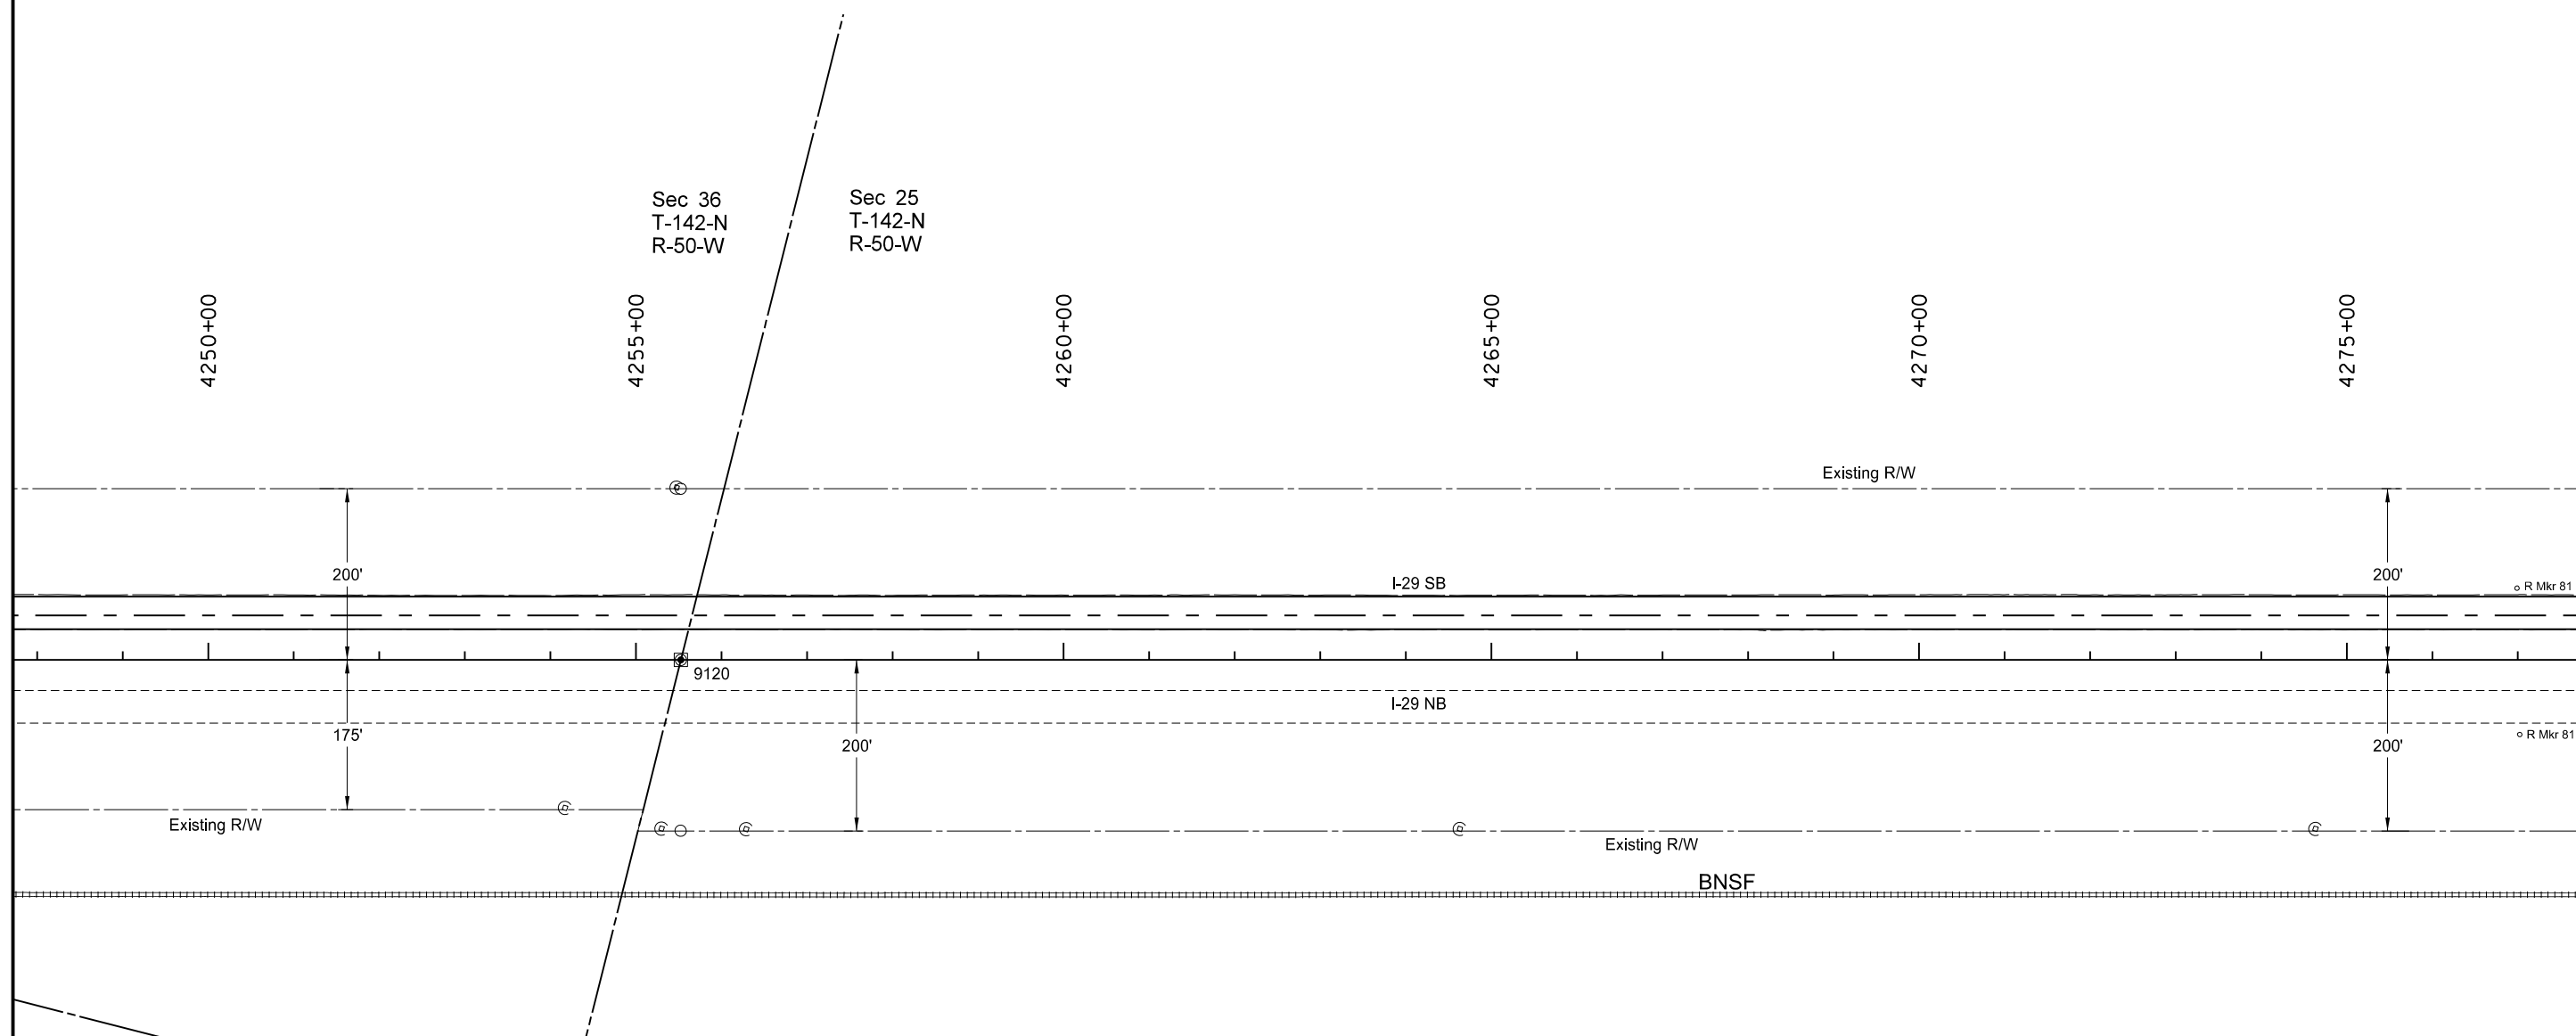 Sec 36
T-142-N
R-50-W
Sec 25
T-142-N
R-50-W
4250+00
4255+00
4260+00
4265+00
4270+00
4275+00
Existing R/W
200'
I-29 SB
200'
R Mkr 81
9120
I-29 NB
175'
200'
200'
R Mkr 81
Existing R/W
Existing R/W
BNSF